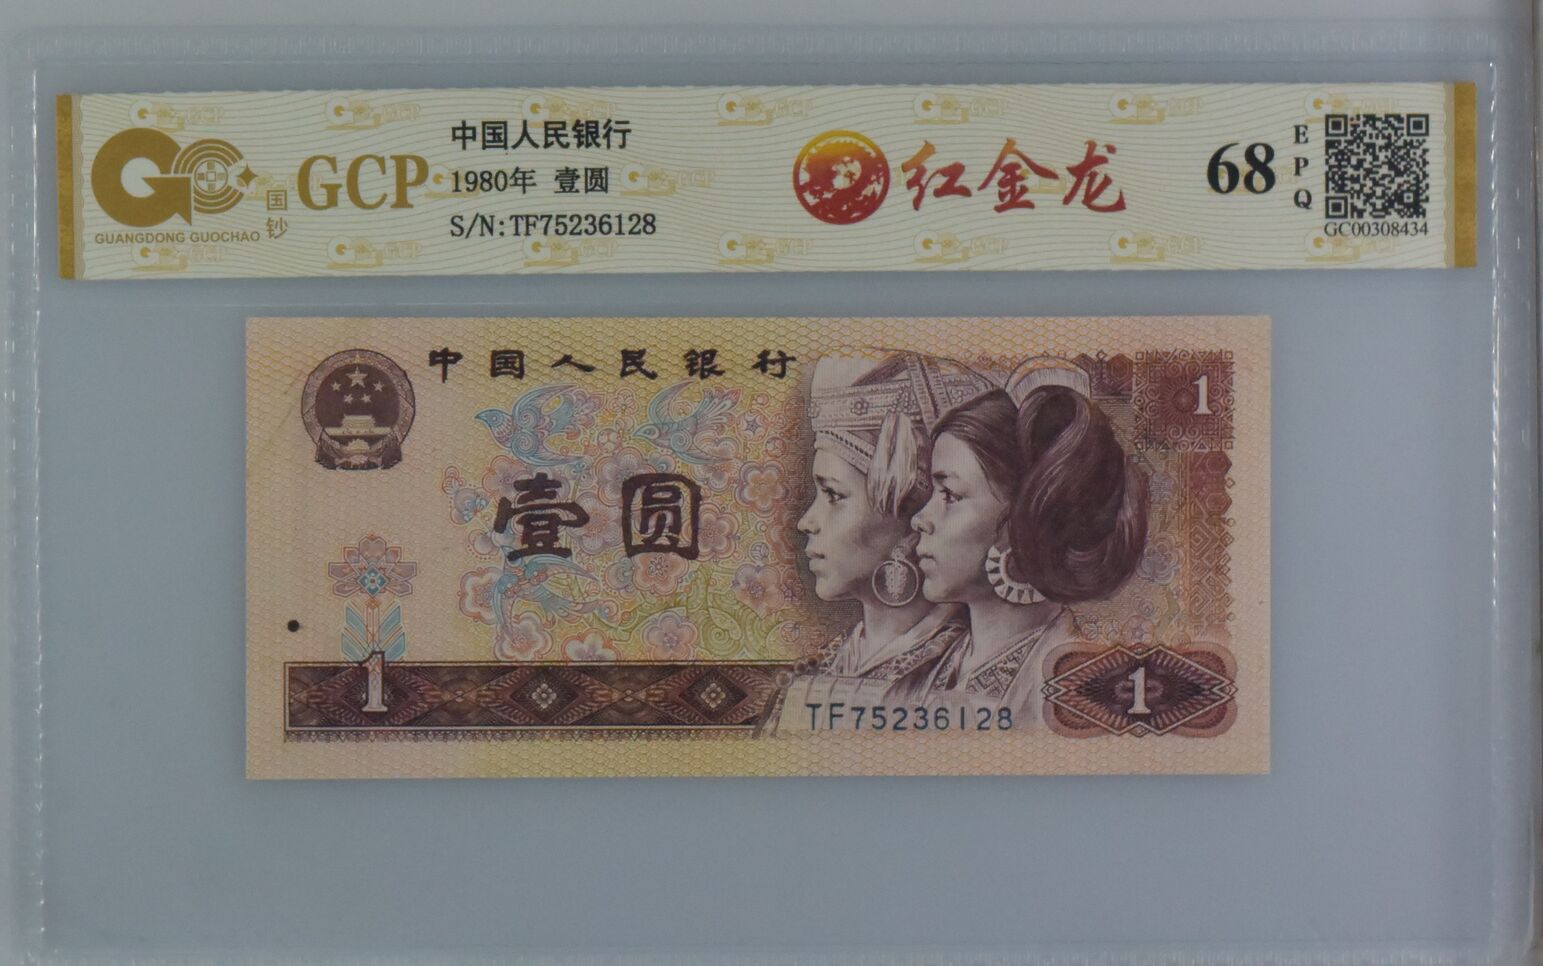 GCP
国钞
GUANGDONG GUOCHAO
中国人民银行
1980年 壹圆
S/N:TF75236128
红金龙
68
EPQ
GC00308434
中国人民银行
1
壹圆
1
TF75236128
1